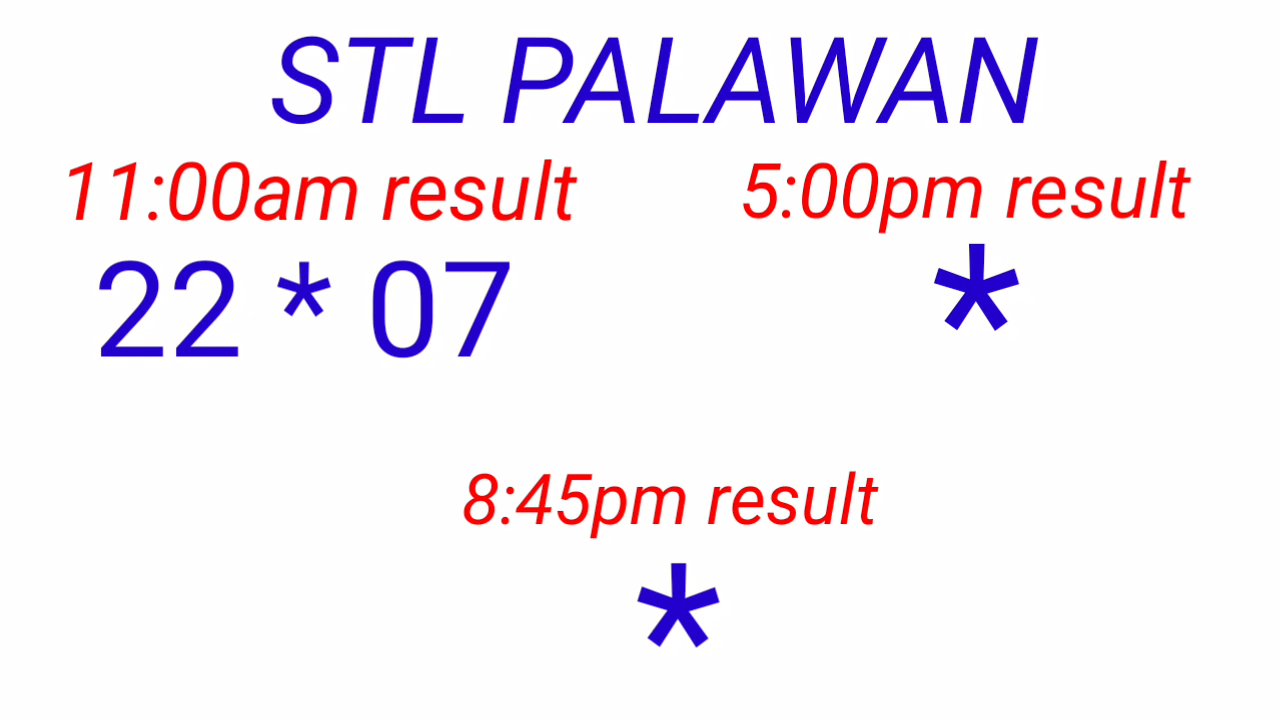 STL PALAWAN
11:00am result
22 * 07
5:00pm result
*
8:45pm result
*